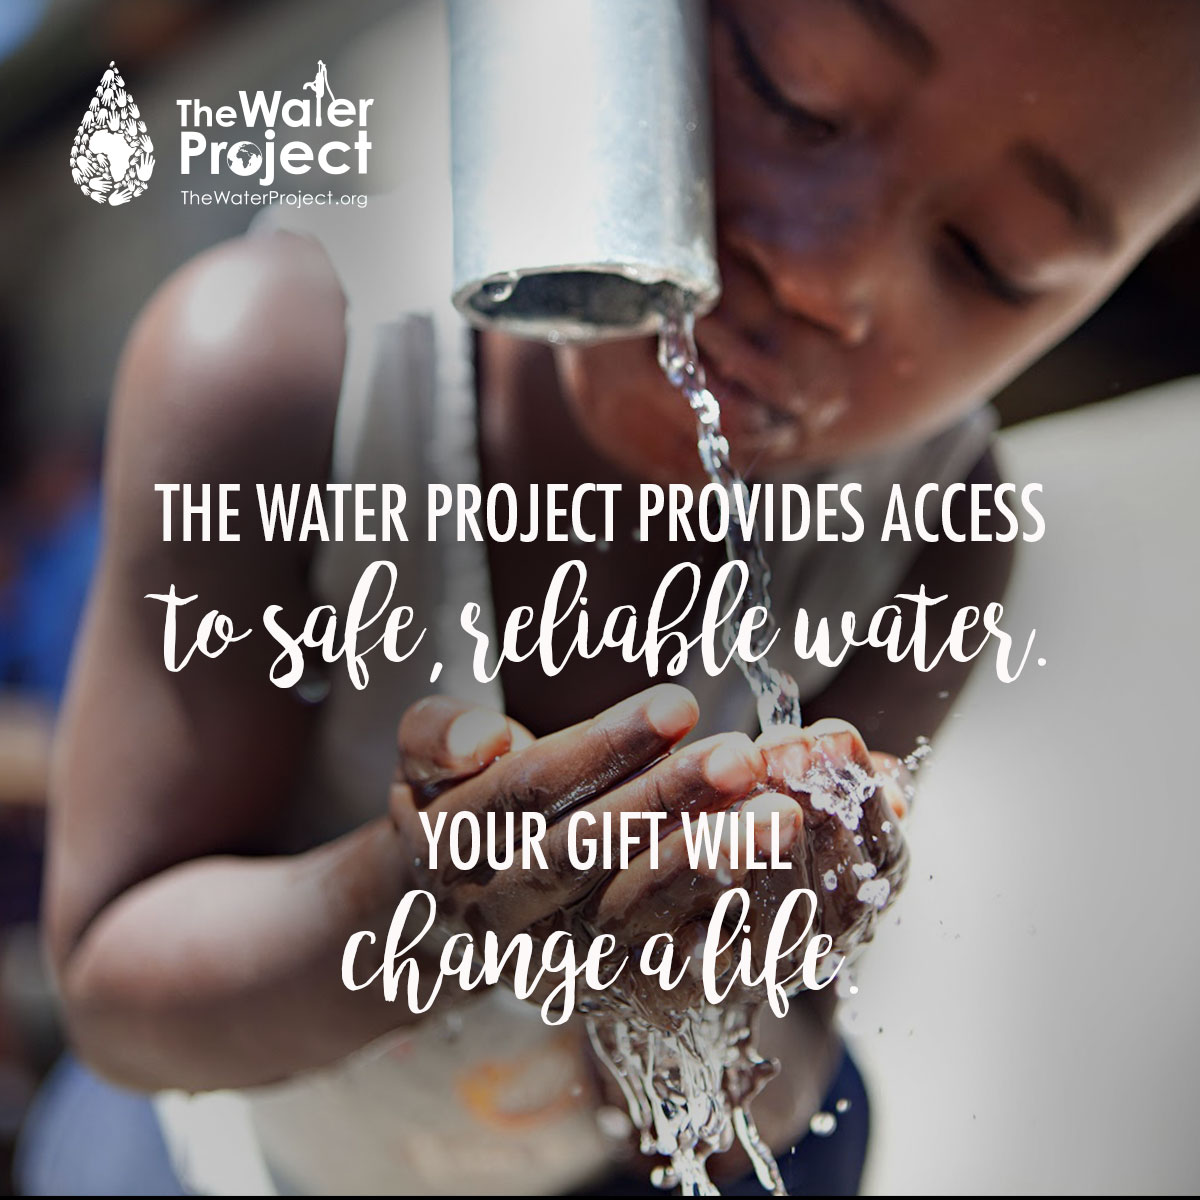 The Water
Project
TheWaterProject.org
THE WATER PROJECT PROVIDES ACCESS
to safe, reliable water.
YOUR GIFT WILL
change a life.